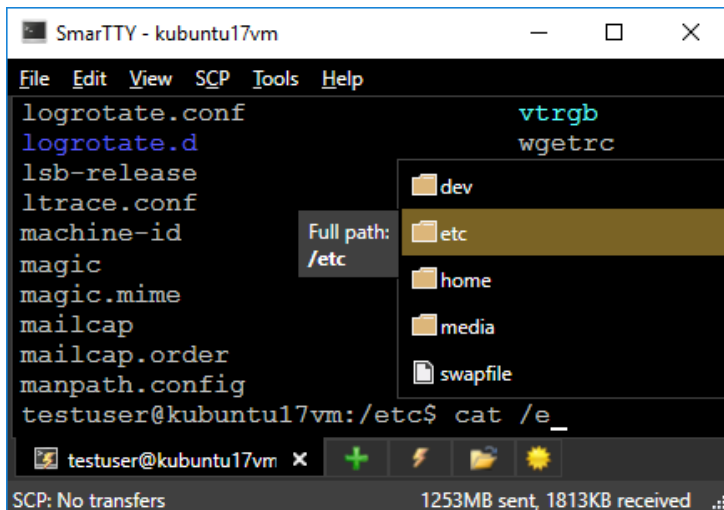 SmarTTY - kubuntu17vm
File Edit View SCP Tools Help
logrotate.conf vtrgb
logrotate.d wgetrc
lsb-release
ltrace.conf
machine-id
magic
magic.mime
mailcap
mailcap.order
manpath.config
Full path:
/etc
dev
etc
home
media
swapfile
testuser@kubuntu17vm:/etc$ cat /e_
testuser@kubuntu17vm
SCP: No transfers 1253MB sent, 1813KB received